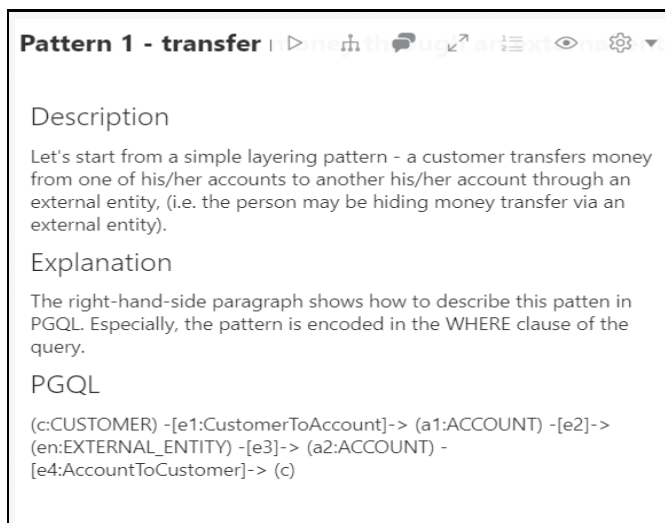 Pattern 1 - transfer
Description
Let's start from a simple layering pattern - a customer transfers money
from one of his/her accounts to another his/her account through an
external entity, (i.e. the person may be hiding money transfer via an
external entity).
Explanation
The right-hand-side paragraph shows how to describe this patten in
PGQL. Especially, the pattern is encoded in the WHERE clause of the
query.
PGQL
(c:CUSTOMER) -[e1:CustomerToAccount]-> (a1:ACCOUNT) -[e2]->
(en:EXTERNAL_ENTITY) -[e3]-> (a2:ACCOUNT) -
[e4:AccountToCustomer]-> (c)